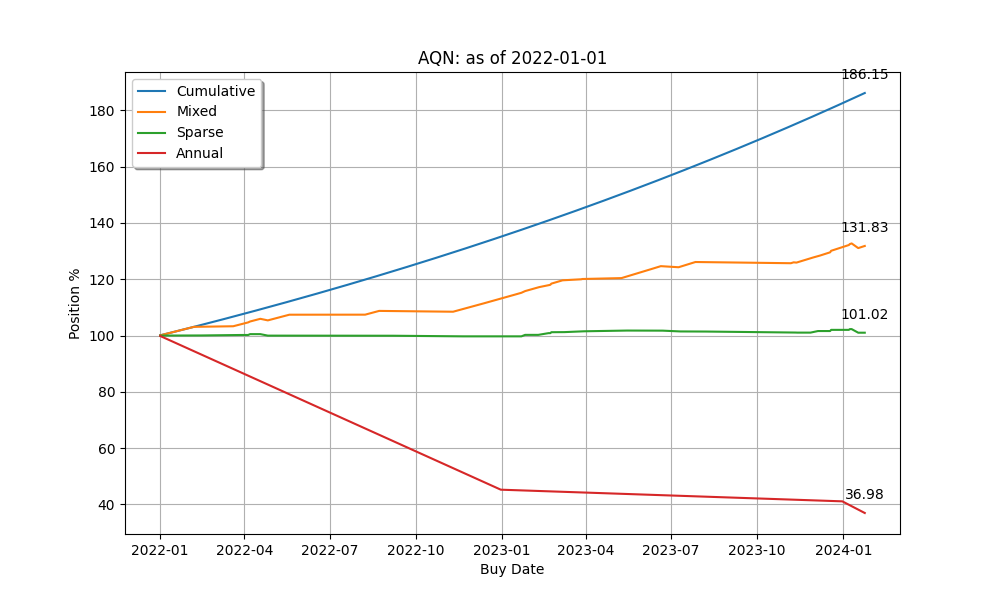 AQN: as of 2022-01-01
186.15
Cumulative
Mixed
Sparse
Annual
180
160
140
131.83
120
101.02
100
80
60
40
36.98
Position %
2022-01 2022-04 2022-07 2022-10 2023-01 2023-04 2023-07 2023-10 2024-01
Buy Date